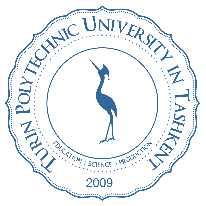 TURIN POLYTECHNIC UNIVERSITY IN TASHKENT
EDUCATION | SCIENCE | PRODUCTION
2009